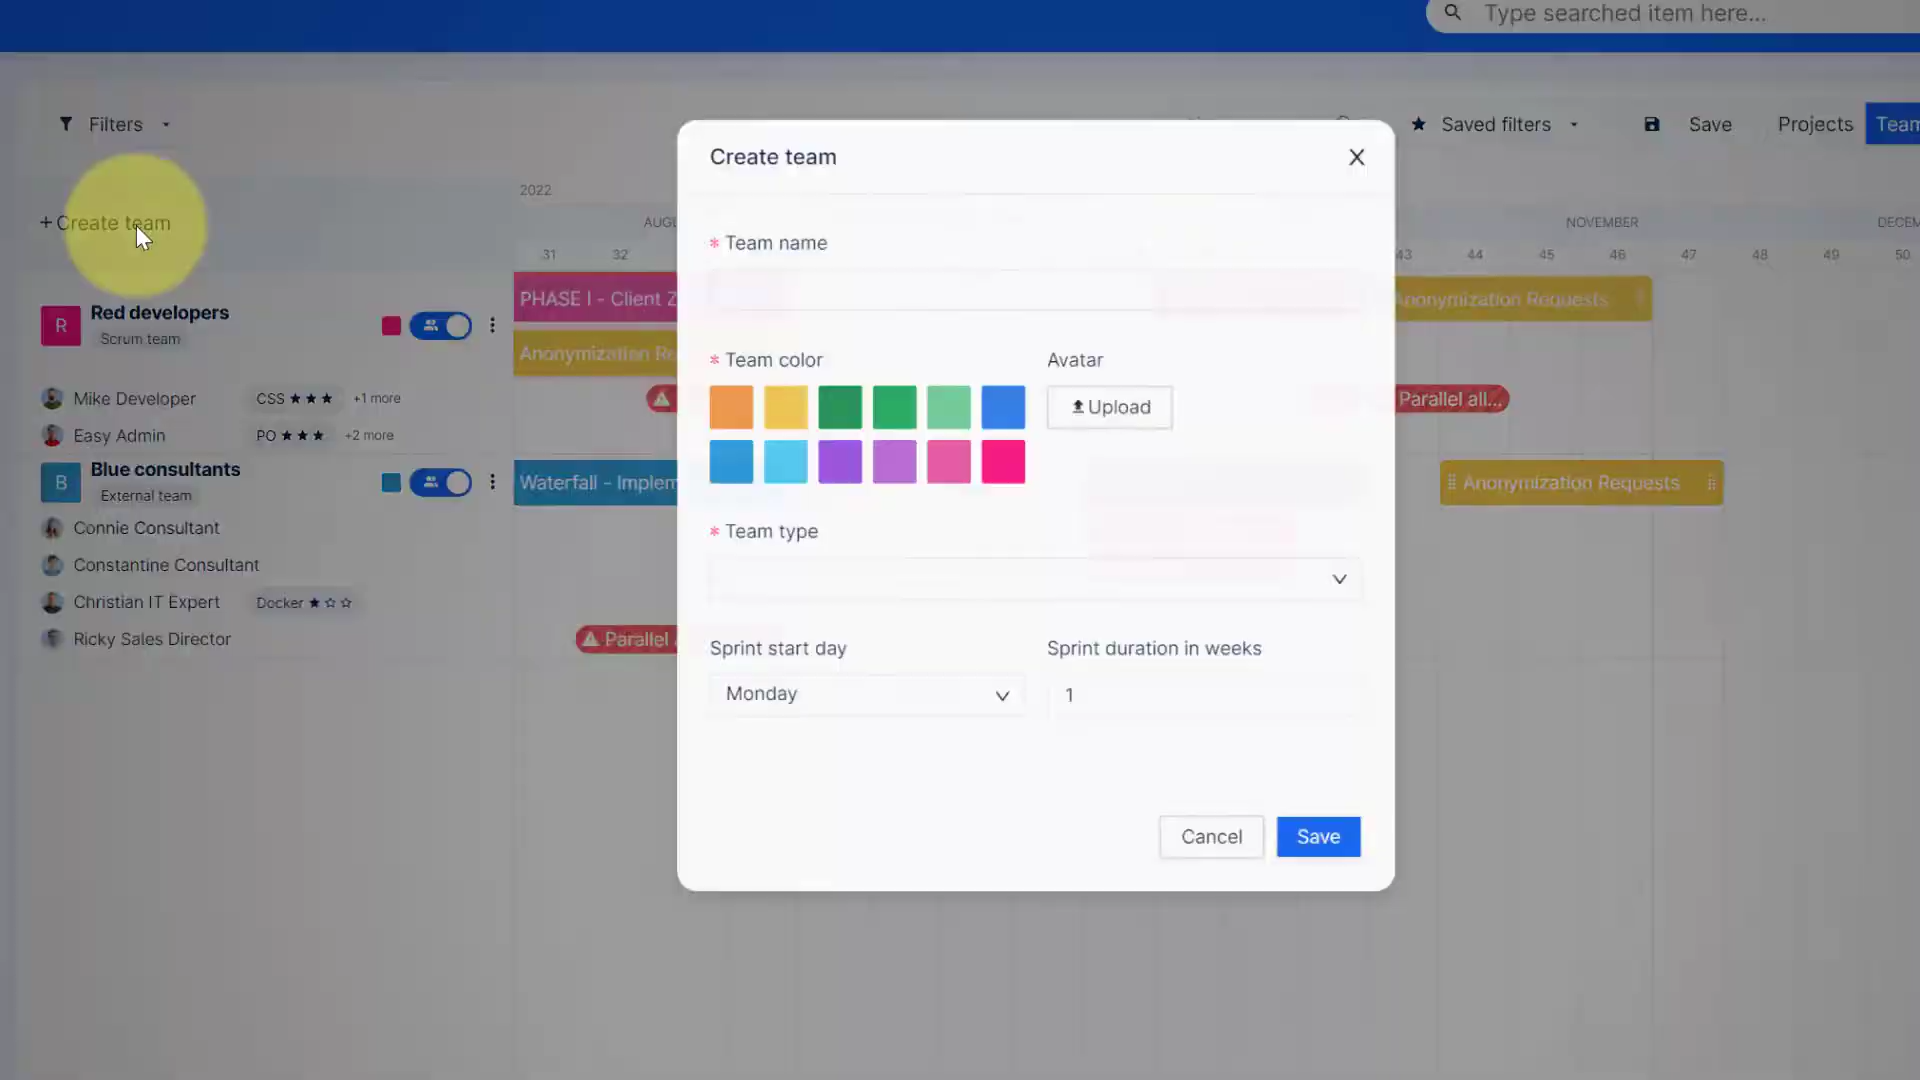 Type searched item here...
Filters
Saved filters
Save
Projects
Team
+ Create team
2022
NOVEMBER
31 32
43 44 45 46 47 48 49 50
R
Red developers
Scrum team
PHASE I - Client Z
Anonymization Requests
Anonymization Re
Mike Developer
CSS ★ ★ ★
+1 more
Parallel all...
Easy Admin
PO ★ ★ ★
+2 more
B
Blue consultants
External team
Waterfall - Implem
Anonymization Requests
Connie Consultant
Constantine Consultant
Christian IT Expert
Docker ★ ☆ ☆
Ricky Sales Director
Parallel
Create team
* Team name
* Team color
Avatar
Upload
* Team type
Sprint start day
Sprint duration in weeks
Monday
1
Cancel
Save